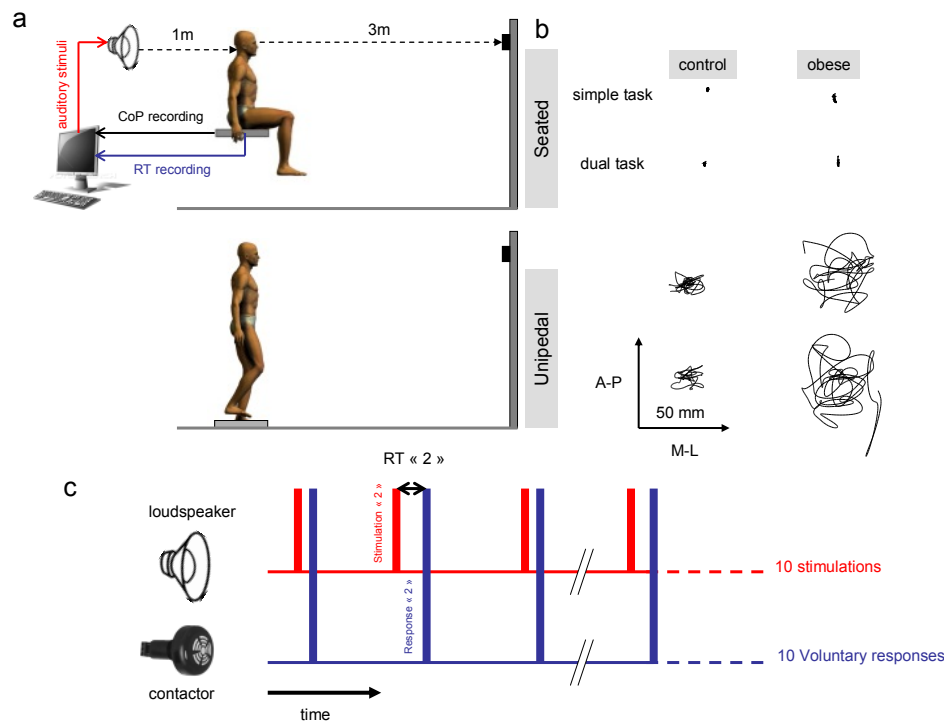 a
1m
3m
auditory stimuli
CoP recording
RT recording
b
control
obese
Seated
simple task
dual task
Unipedal
A-P
50 mm
M-L
c
RT « 2 »
loudspeaker
Stimulation « 2 »
10 stimulations
Response « 2 »
10 Voluntary responses
contactor
time